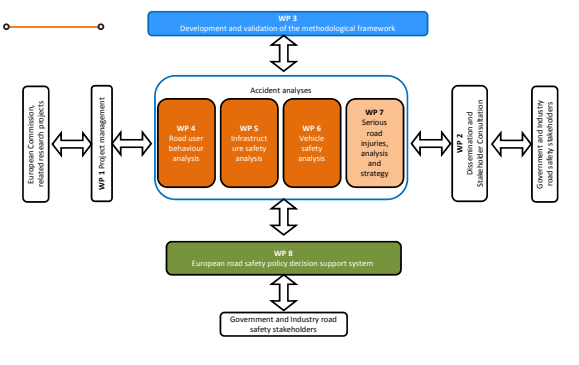 WP 3
Development and validation of the methodological framework
European Commission,
related research projects
WP 1 Project management
Accident analyses
WP 4
Road user
behaviour
analysis
WP 5
Infrastruct
ure safety
analysis
WP 6
Vehicle
safety
analysis
WP 7
Serious
road
injuries,
analysis
and
strategy
WP 2
Dissemination and
Stakeholder Consultation
Government and Industry
road safety stakeholders
WP 8
European road safety policy decision support system
Government and Industry road
safety stakeholders